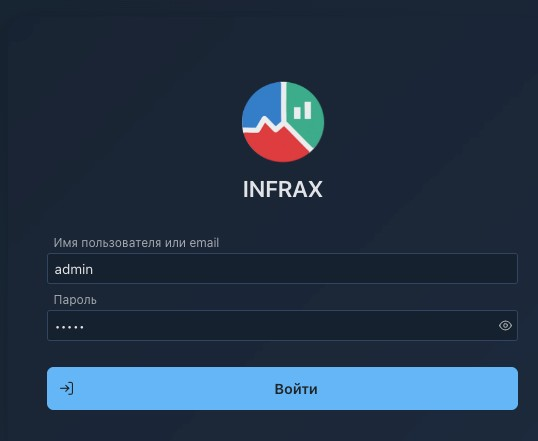 INFRAX
Имя пользователя или email
admin
Пароль
•••••
Войти